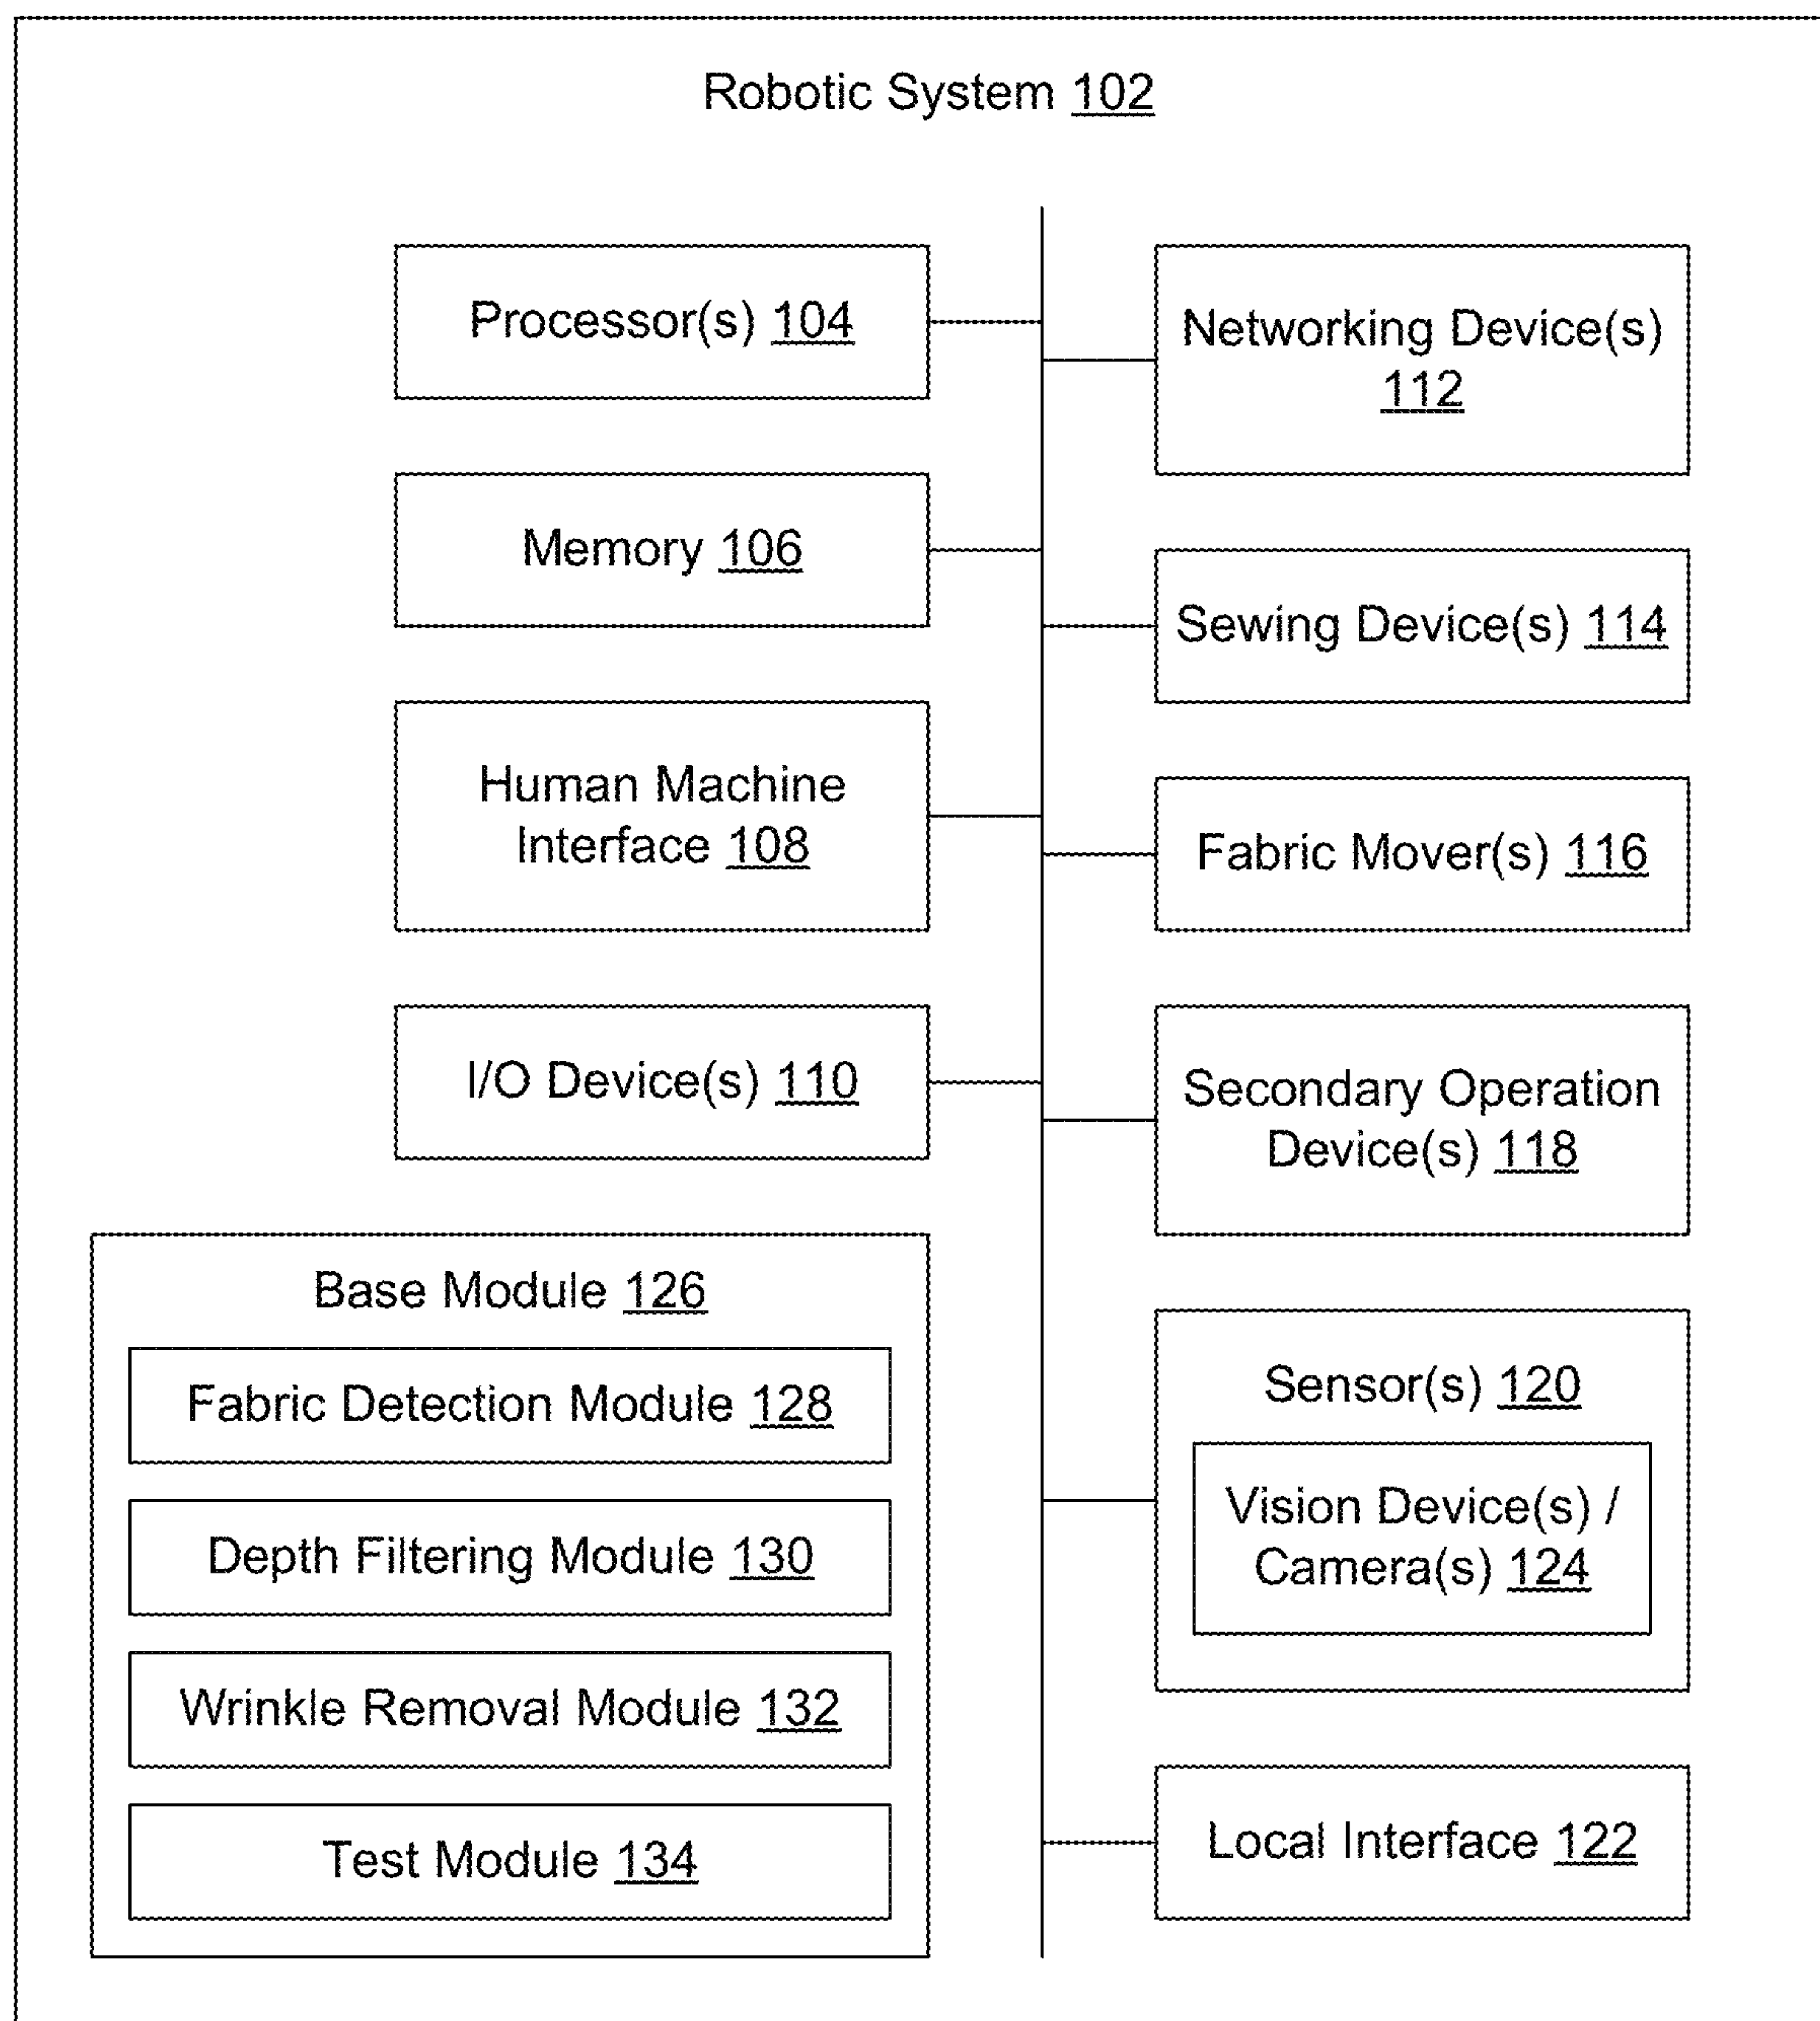 Robotic System 102
Processor(s) 104
Memory 106
Human Machine
Interface 108
I/O Device(s) 110
Base Module 126
Fabric Detection Module 128
Depth Filtering Module 130
Wrinkle Removal Module 132
Test Module 134
Networking Device(s)
112
Sewing Device(s) 114
Fabric Mover(s) 116
Secondary Operation
Device(s) 118
Sensor(s) 120
Vision Device(s) /
Camera(s) 124
Local Interface 122